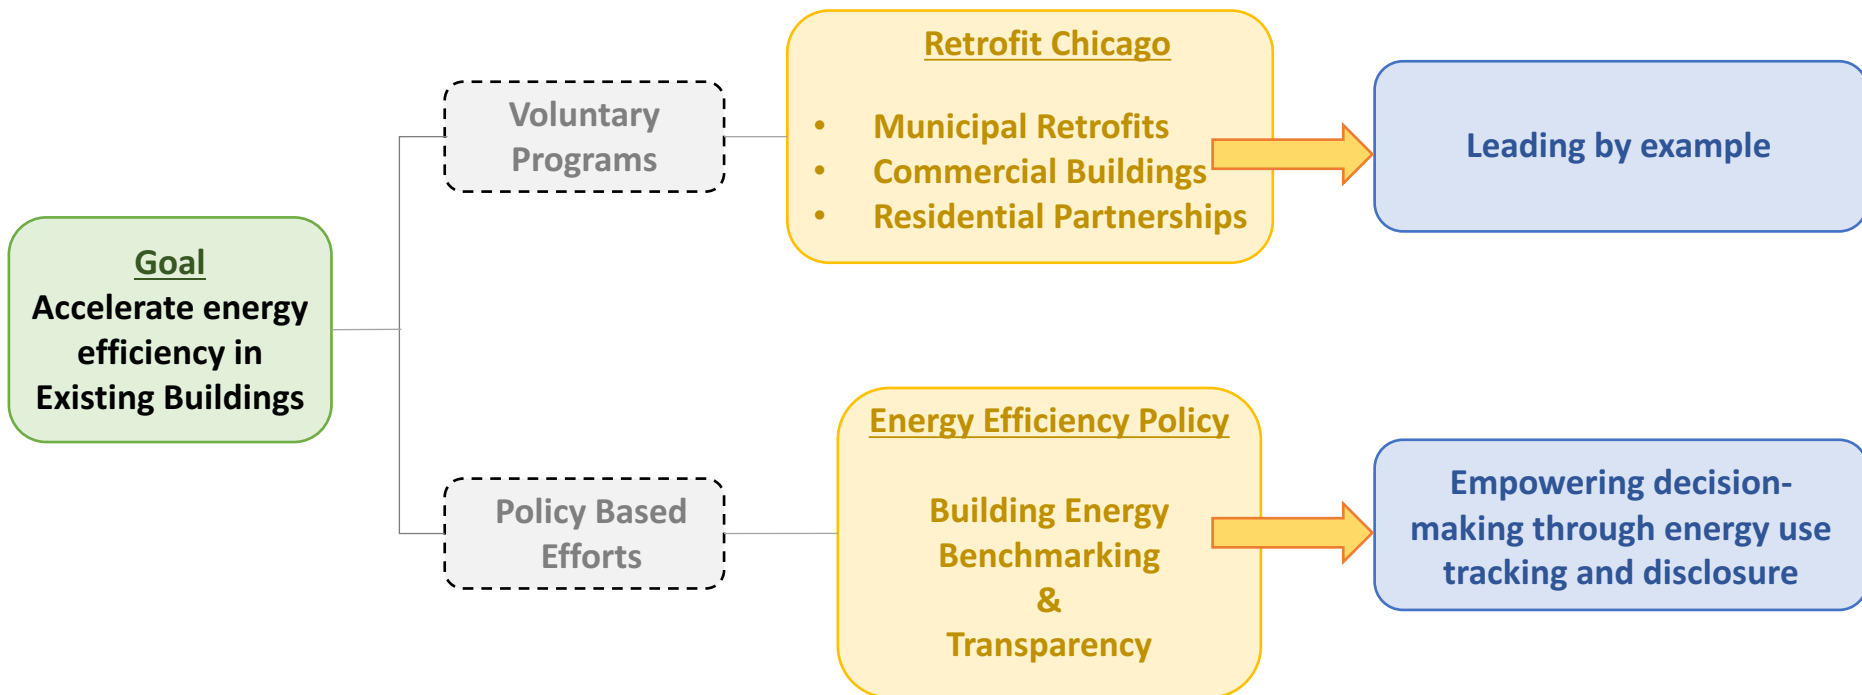 Goal
Accelerate energy
efficiency in
Existing Buildings
Voluntary
Programs
Retrofit Chicago
• Municipal Retrofits
• Commercial Buildings
• Residential Partnerships
Leading by example
Policy Based
Efforts
Energy Efficiency Policy
Building Energy
Benchmarking
&
Transparency
Empowering decision-
making through energy use
tracking and disclosure